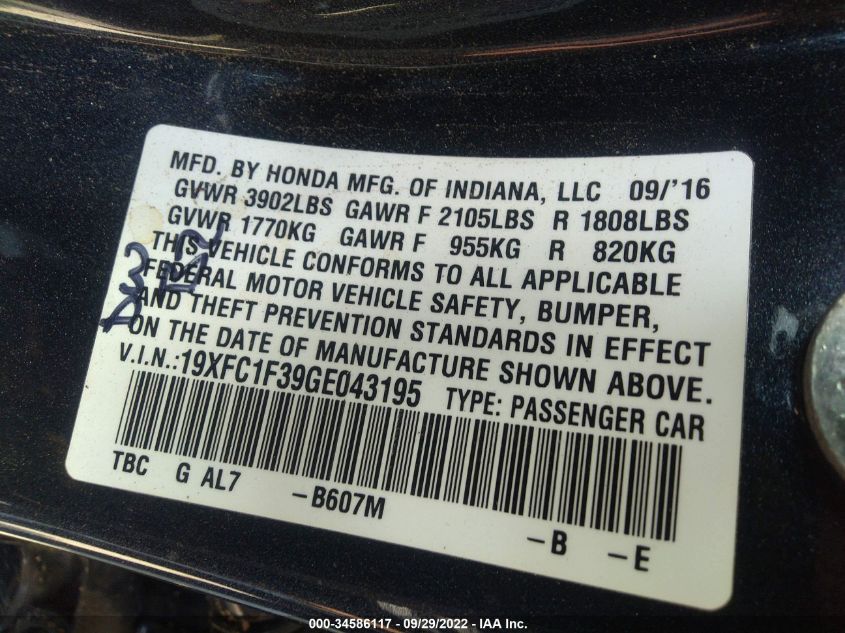 MFD. BY HONDA MFG. OF INDIANA, LLC 09/'16
GVWR 3902LBS GAWR F 2105LBS R 1808LBS
GVWR 1770KG GAWR F 955KG R 820KG
THIS VEHICLE CONFORMS TO ALL APPLICABLE
FEDERAL MOTOR VEHICLE SAFETY, BUMPER,
AND THEFT PREVENTION STANDARDS IN EFFECT
ON THE DATE OF MANUFACTURE SHOWN ABOVE.
V.I.N.:19XFC1F39GE043195 TYPE: PASSENGER CAR
TBC G AL7 -B607M -B -E
000-34586117 - 09/29/2022 - IAA Inc.